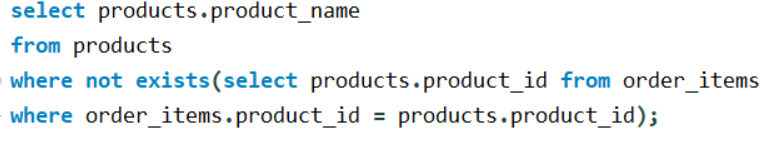 select products.product_name
from products
where not exists(select products.product_id from order_items
where order_items.product_id = products.product_id);